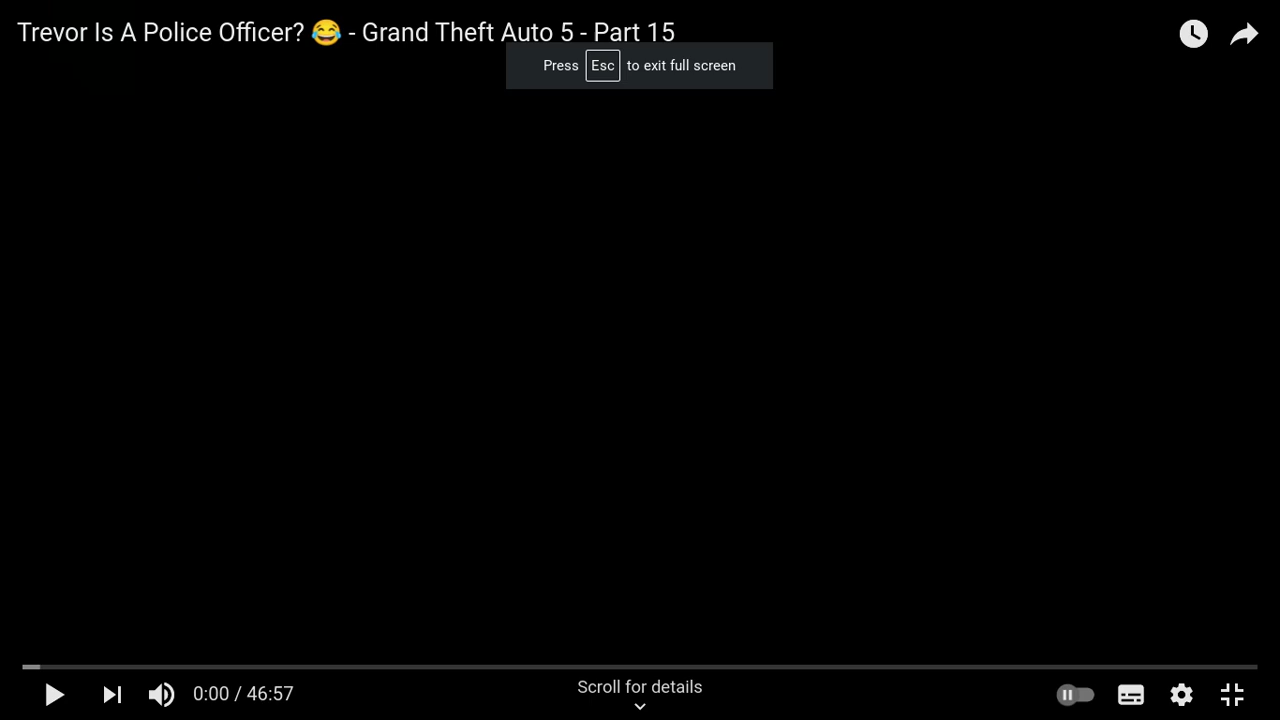 Trevor Is A Police Officer? 😂 - Grand Theft Auto 5 - Part 15
Press Esc to exit full screen
0:00 / 46:57
Scroll for details